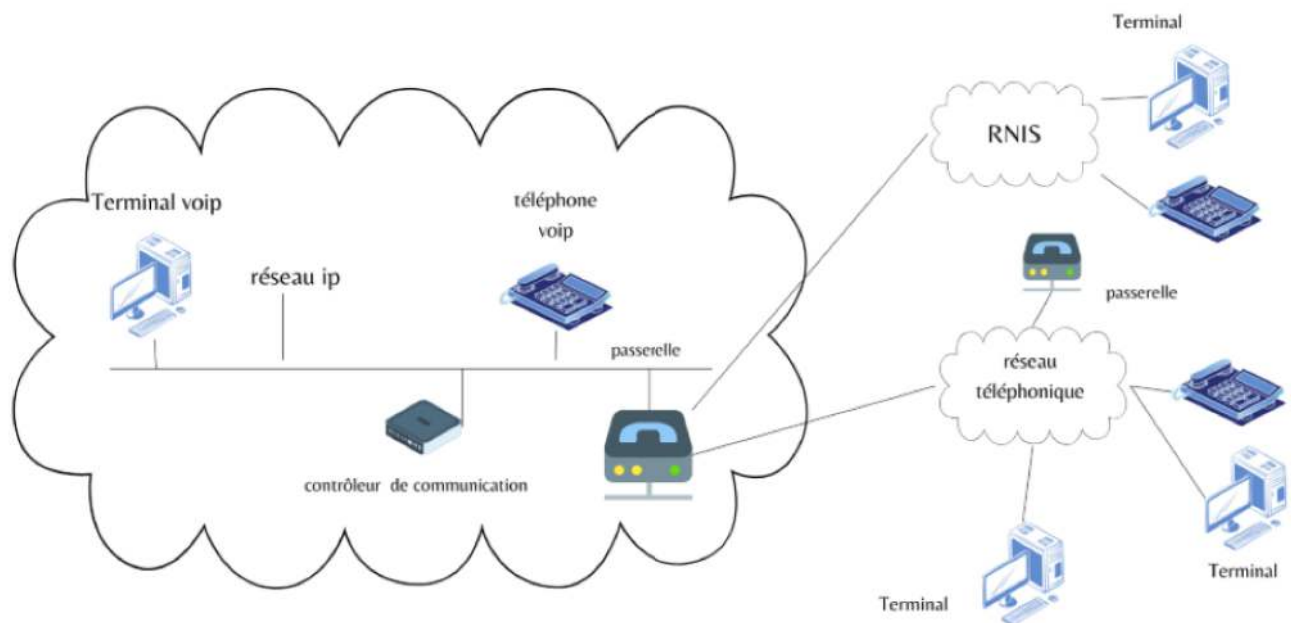 Terminal
RNIS
Terminal voip
téléphone
voip
réseau ip
passerelle
passerelle
réseau
téléphonique
contrôleur de communication
Terminal
Terminal